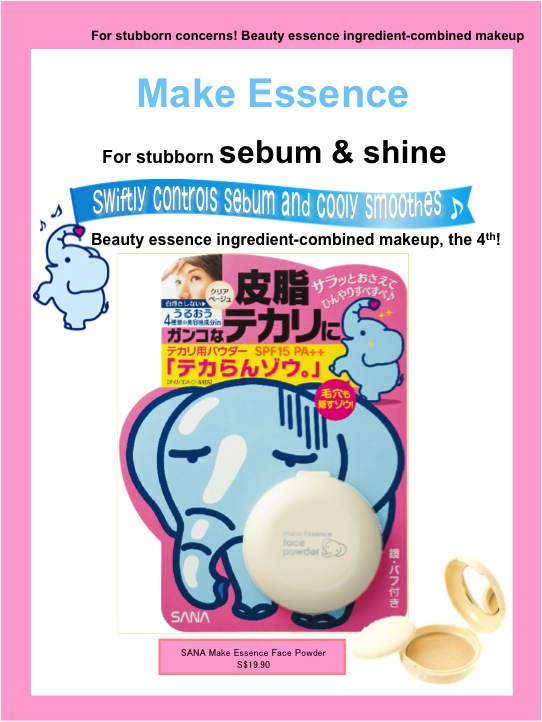 For stubborn concerns! Beauty essence ingredient-combined makeup
Make Essence
For stubborn sebum & shine
Swiftly controls sebum and cooly smoothes ♪
Beauty essence ingredient-combined makeup, the 4th!
クリア
ベージュ
白浮きしない
うるおう
4種類の美容液成分in
皮脂
ガンコなテカリに
サラッとおさえて
ひんやりすべすべ♪
テカリ用パウダー SPF15 PA++
「テカらんゾウ。」
毛穴も
隠すゾウ!
Make Essence
face
powder
鏡・パフ付き
SANA
SANA Make Essence Face Powder
S$19.90